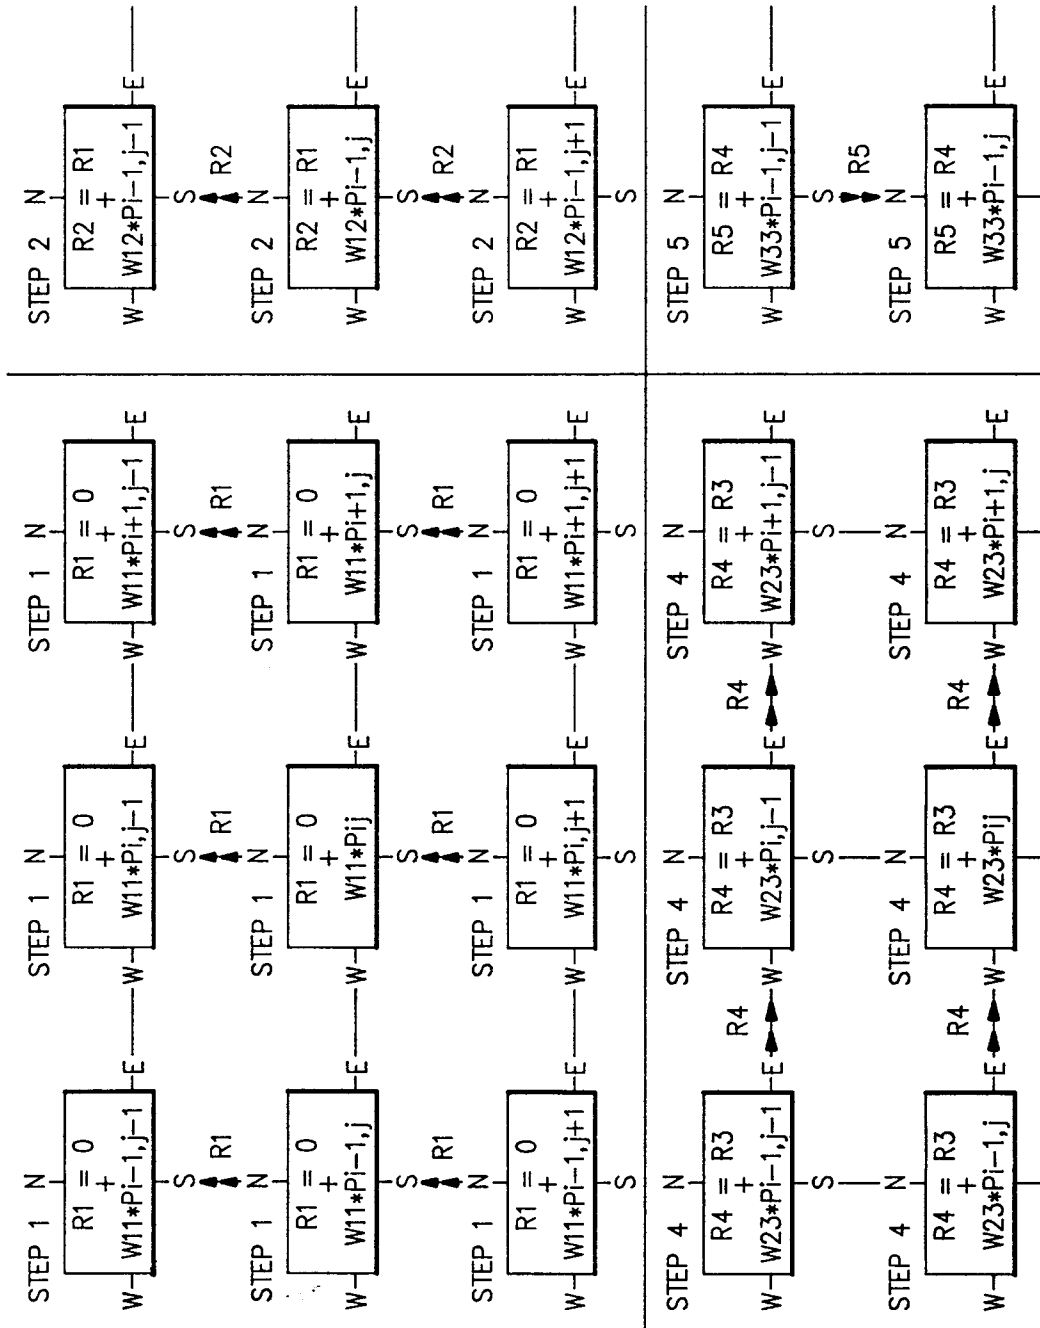 STEP 1 N STEP 1 N STEP 1 N STEP 2 N
R1 = 0 R1 = 0 R1 = 0 R2 = R1
+ + + +
W W11*Pi-1,j-1 E W W11*Pi,j-1 E W W11*Pi+1,j-1 E W W12*Pi-1,j-1 E
S S S S
R1 R1 R1 R2
STEP 1 N STEP 1 N STEP 1 N STEP 2 N
R1 = 0 R1 = 0 R1 = 0 R2 = R1
+ + + +
W W11*Pi-1,j E W W11*Pij E W W11*Pi+1,j E W W12*Pi-1,j E
S S S S
R1 R1 R1 R2
STEP 1 N STEP 1 N STEP 1 N STEP 2 N
R1 = 0 R1 = 0 R1 = 0 R2 = R1
+ + + +
W W11*Pi-1,j+1 E W W11*Pi,j+1 E W W11*Pi+1,j+1 E W W12*Pi-1,j+1 E
S S S S
STEP 4 N STEP 4 N STEP 4 N STEP 5 N
R4 = R3 R4 = R3 R4 = R3 R5 = R4
+ R4 + R4 + +
W W23*Pi-1,j-1 E W W23*Pi,j-1 E W W23*Pi+1,j-1 E W W33*Pi-1,j-1 E
S S S S
R5
STEP 4 N STEP 4 N STEP 4 N STEP 5 N
R4 = R3 R4 = R3 R4 = R3 R5 = R4
+ R4 + R4 + +
W W23*Pi-1,j E W W23*Pij E W W23*Pi+1,j E W W33*Pi-1,j E